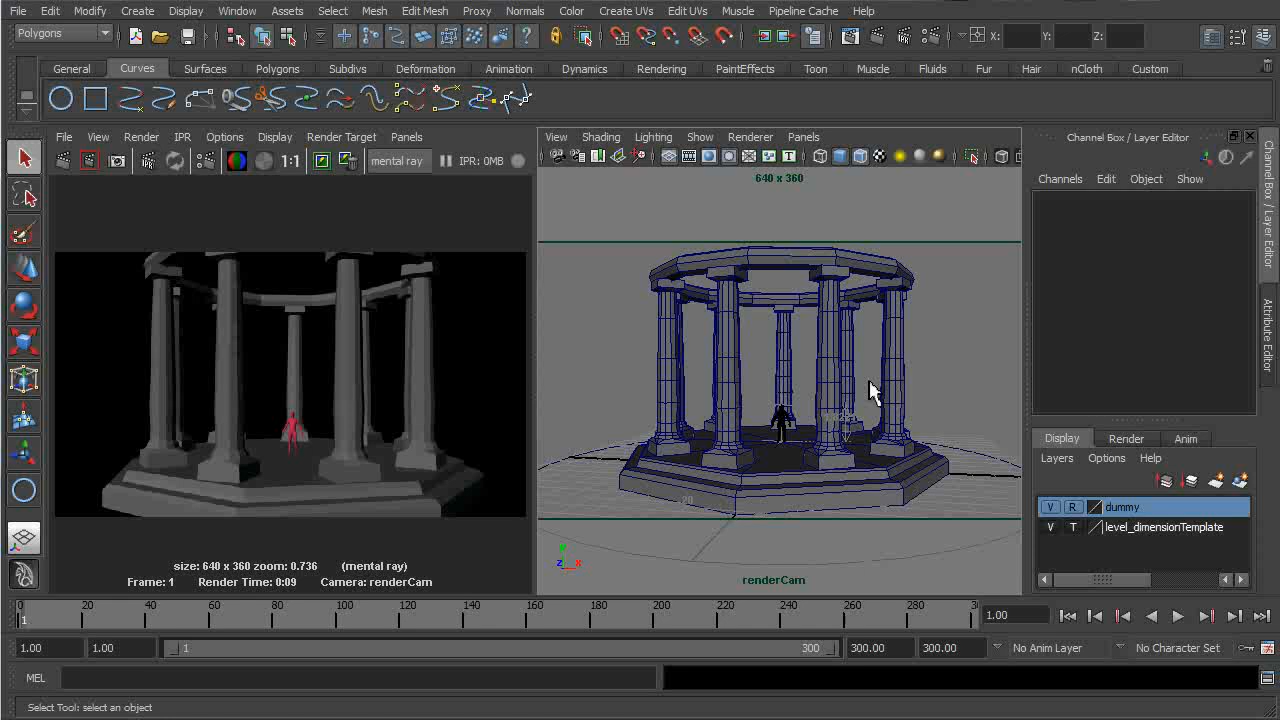 File Edit Modify Create Display Window Assets Select Mesh Edit Mesh Proxy Normals Color Create UVs Edit UVs Muscle Pipeline Cache Help
Polygons X: Y: Z:
General Curves Surfaces Polygons Subdivs Deformation Animation Dynamics Rendering PaintEffects Toon Muscle Fluids Fur Hair nCloth Custom
File View Render IPR Options Display Render Target Panels
1:1 mental ray IPR: 0MB
View Shading Lighting Show Renderer Panels
640 x 360
20
renderCam
size: 640 x 360 zoom: 0.736 (mental ray)
Frame: 1 Render Time: 0:09 Camera: renderCam
Channel Box / Layer Editor
Channels Edit Object Show
Channel Box / Layer Editor
Attribute Editor
Display Render Anim
Layers Options Help
V R dummy
V T level_dimensionTemplate
0 20 40 60 80 100 120 140 160 180 200 220 240 260 280
1 1.00
1.00 1.00 1 300 300.00 300.00 No Anim Layer No Character Set
MEL
Select Tool: select an object